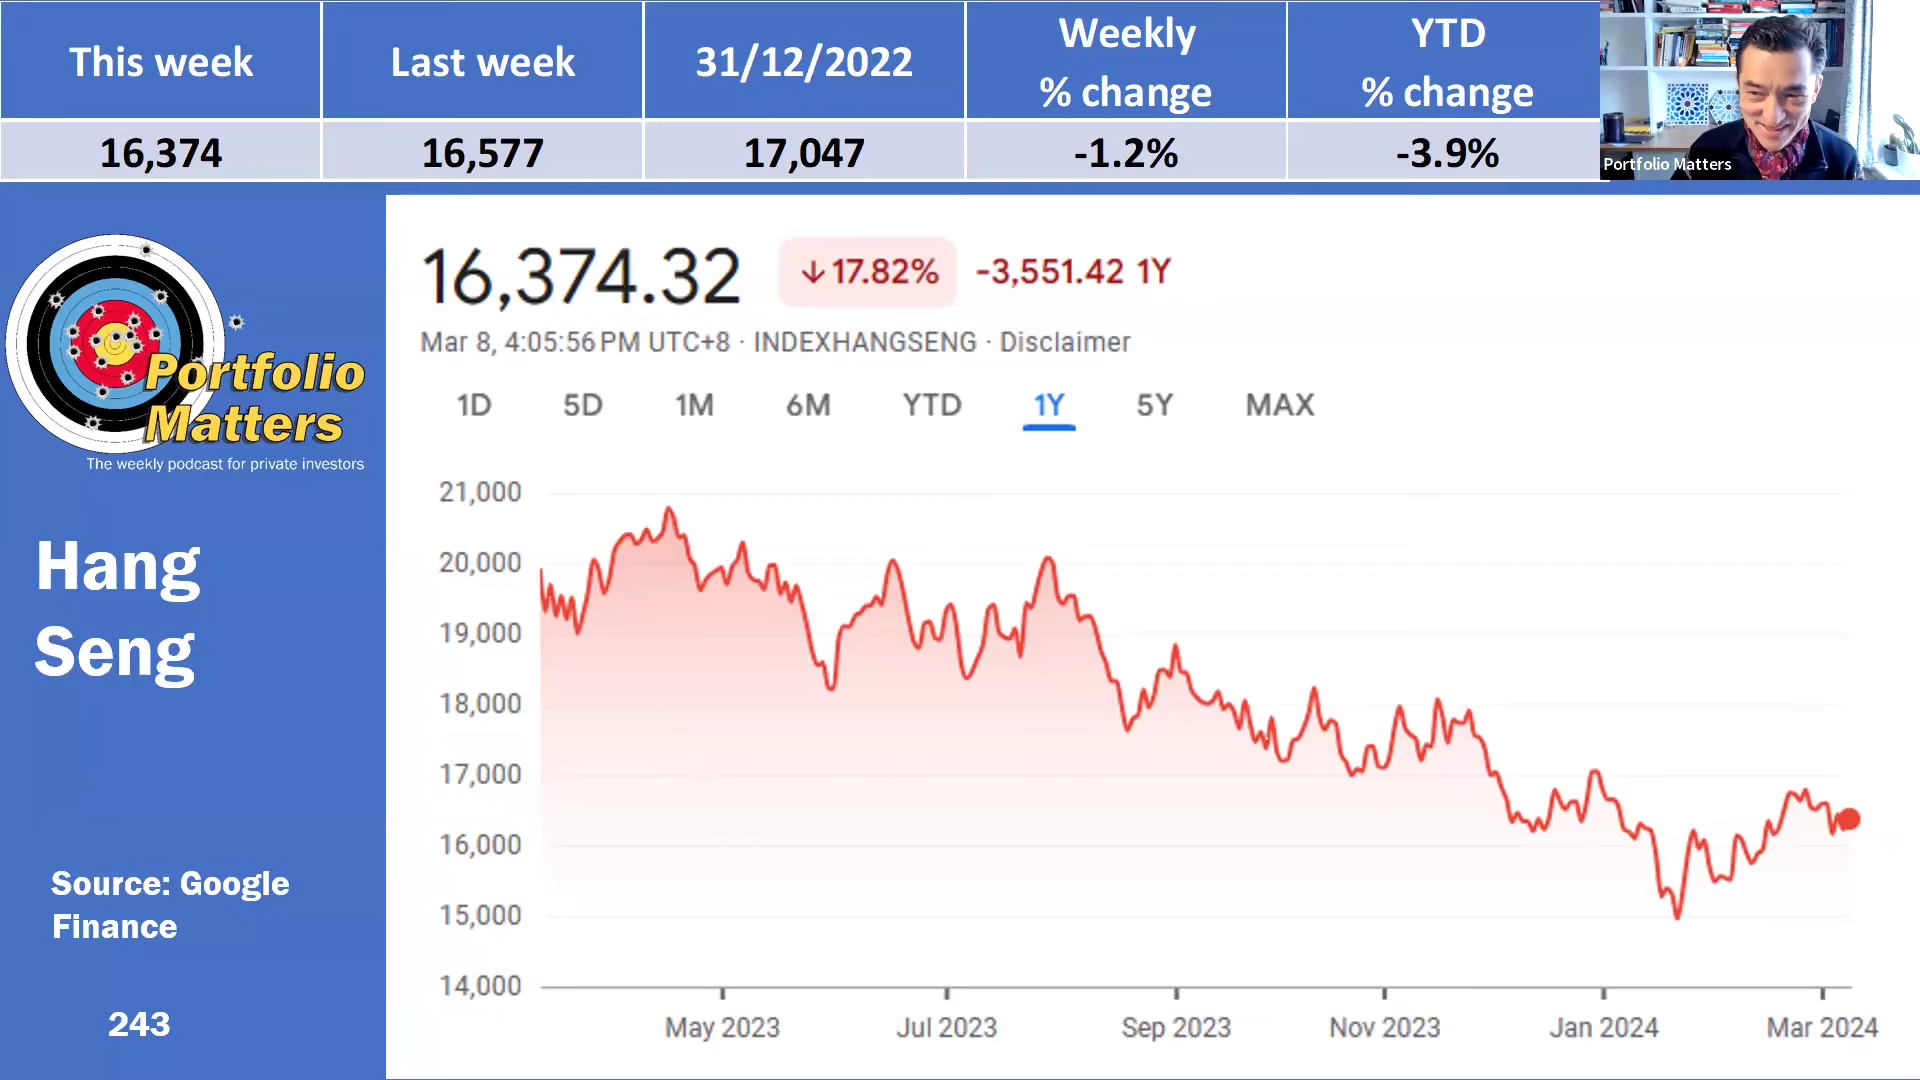 This week
Last week
31/12/2022
Weekly
% change
YTD
% change
16,374
16,577
17,047
-1.2%
-3.9%
Portfolio Matters
Portfolio
Matters
The weekly podcast for private investors
Hang
Seng
Source: Google
Finance
243
16,374.32
↓17.82%
-3,551.42 1Y
Mar 8, 4:05:56 PM UTC+8 · INDEXHANGSENG · Disclaimer
1D 5D 1M 6M YTD 1Y 5Y MAX
21,000
20,000
19,000
18,000
17,000
16,000
15,000
14,000
May 2023 Jul 2023 Sep 2023 Nov 2023 Jan 2024 Mar 2024